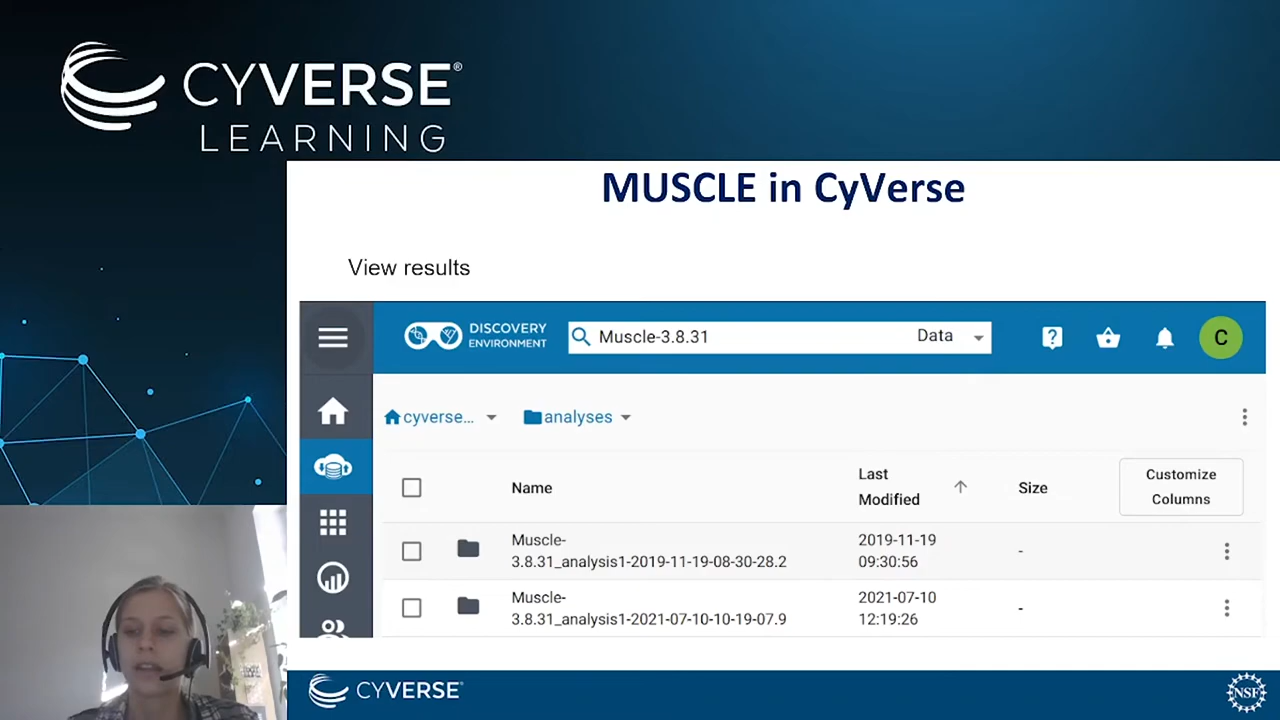 CYVERSE®
LEARNING
MUSCLE in CyVerse
View results
DISCOVERY
ENVIRONMENT
Muscle-3.8.31
Data
?
C
cyverse...
analyses
Name
Last
Modified
Size
Customize
Columns
Muscle-
3.8.31_analysis1-2019-11-19-08-30-28.2
2019-11-19
09:30:56
-
Muscle-
3.8.31_analysis1-2021-07-10-10-19-07.9
2021-07-10
12:19:26
-
CYVERSE®
NSF